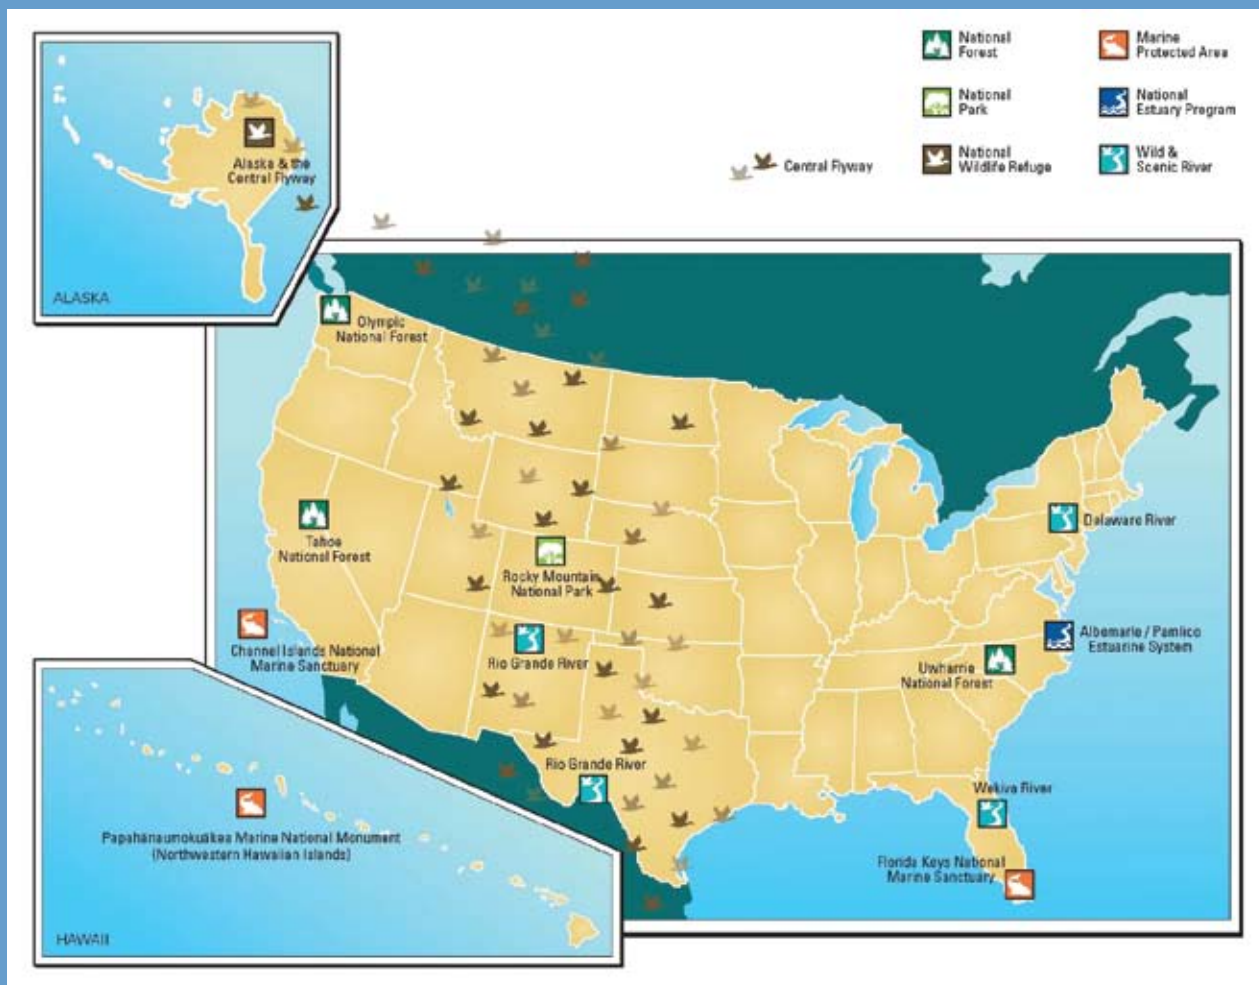 National
Forest
Marine
Protected Area
National
Park
National
Estuary Program
Central Flyway
National
Wildlife Refuge
Wild &
Scenic River
Alaska & the
Central Flyway
ALASKA
Olympic
National Forest
Tahoe
National Forest
Rocky Mountain
National Park
Delaware River
Channel Islands National
Marine Sanctuary
Rio Grande River
Albemarle / Pamlico
Estuarine System
Uwharrie
National Forest
Rio Grande River
Wekiva River
Papahānaumokuākea Marine National Monument
(Northwestern Hawaiian Islands)
Florida Keys National
Marine Sanctuary
HAWAII